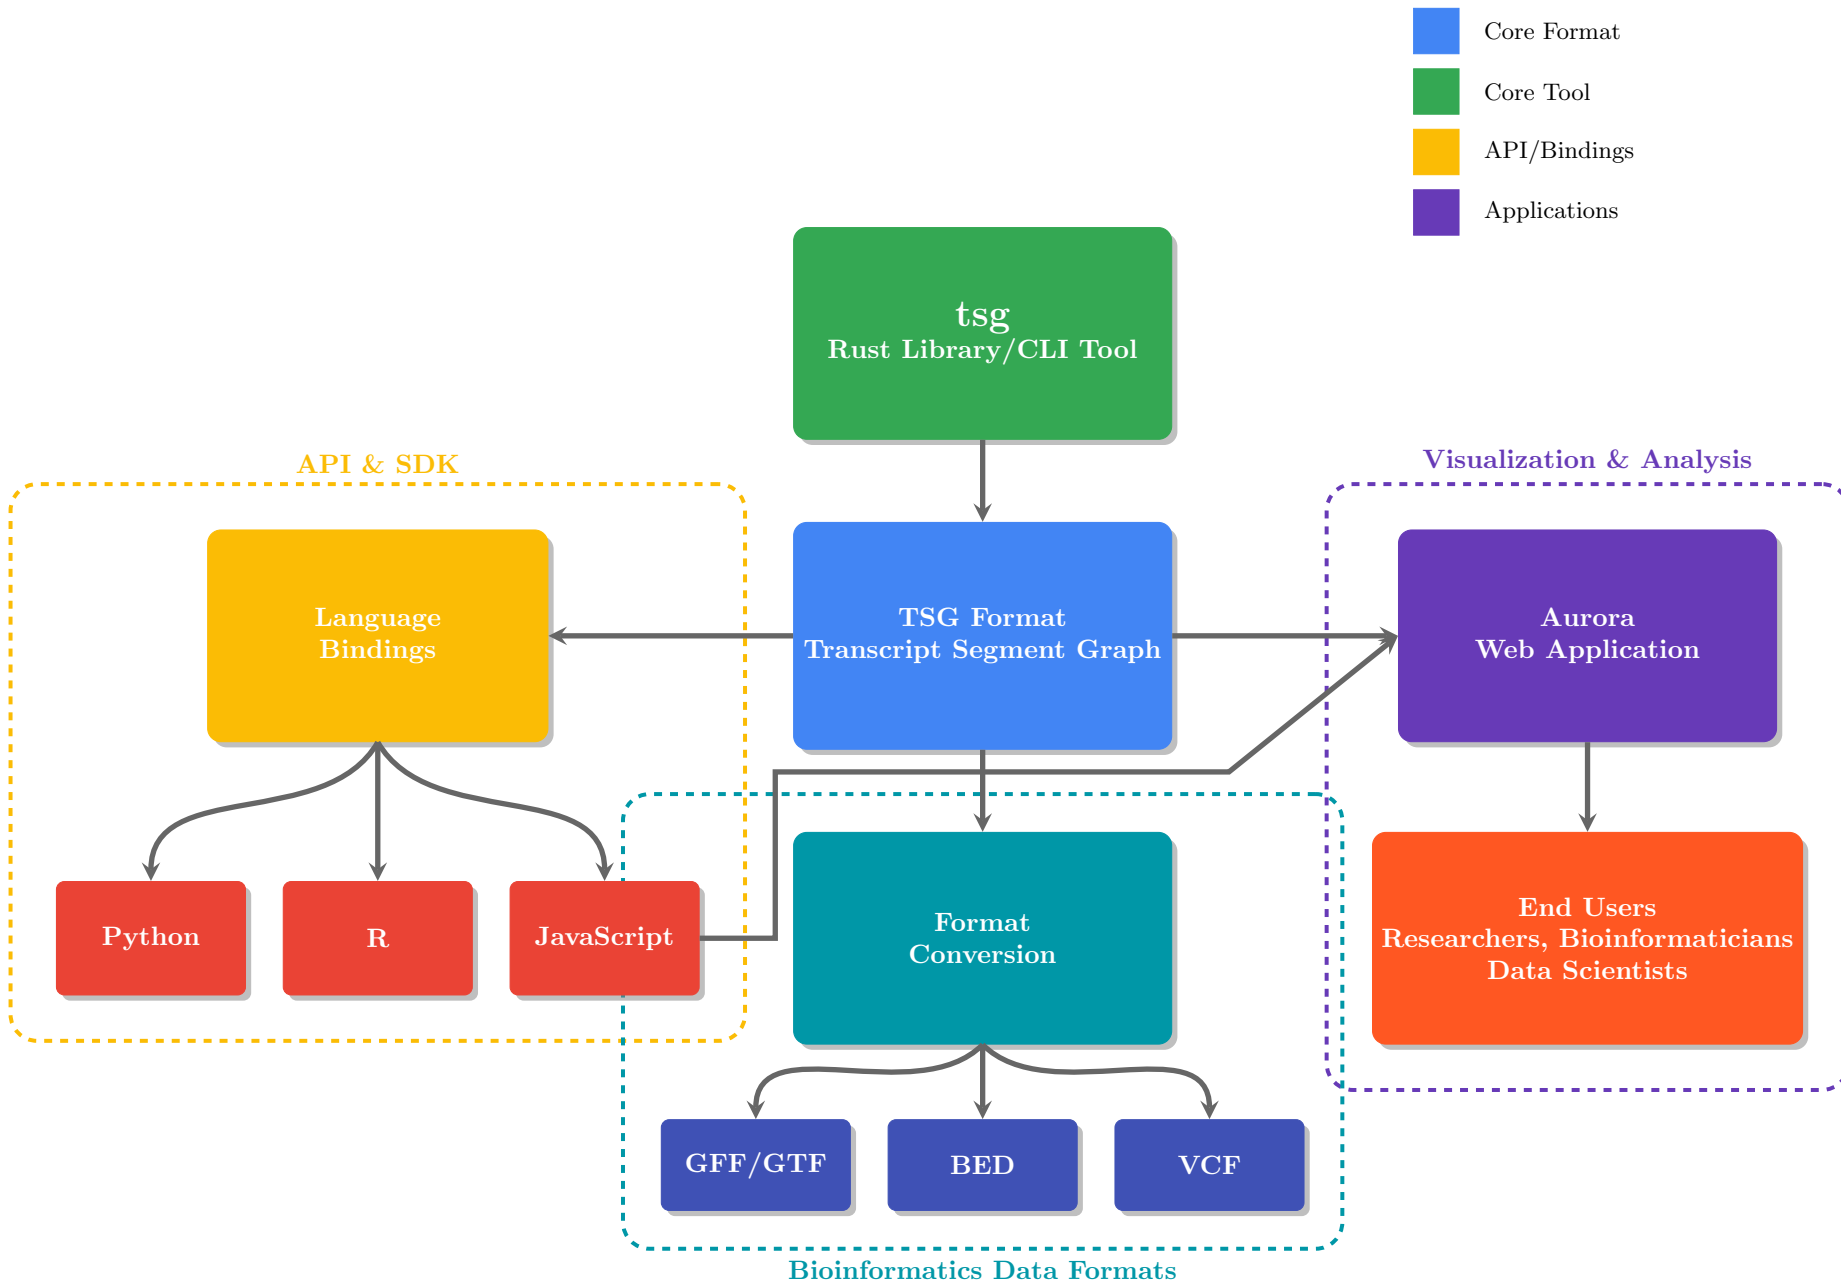 Core Format
Core Tool
API/Bindings
Applications
tsg
Rust Library/CLI Tool
API & SDK
Visualization & Analysis
Language
Bindings
TSG Format
Transcript Segment Graph
Aurora
Web Application
Python
R
JavaScript
Format
Conversion
End Users
Researchers, Bioinformaticians
Data Scientists
GFF/GTF
BED
VCF
Bioinformatics Data Formats